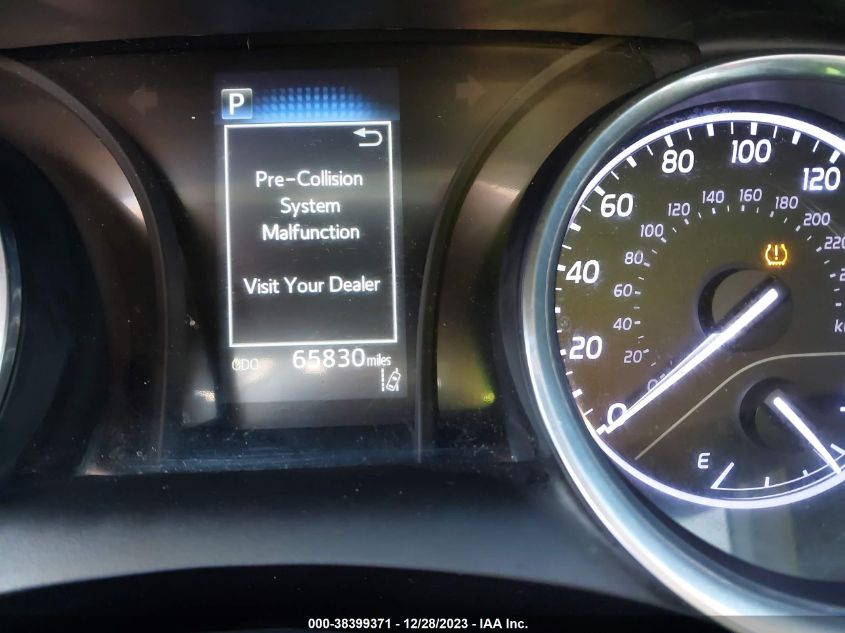 P
Pre-Collision
System
Malfunction
Visit Your Dealer
ODO 65830 miles
0 20 40 60 80 100 120
20 40 60 80 100 120 140 160 180 200 220
E
000-38399371 - 12/28/2023 - IAA Inc.